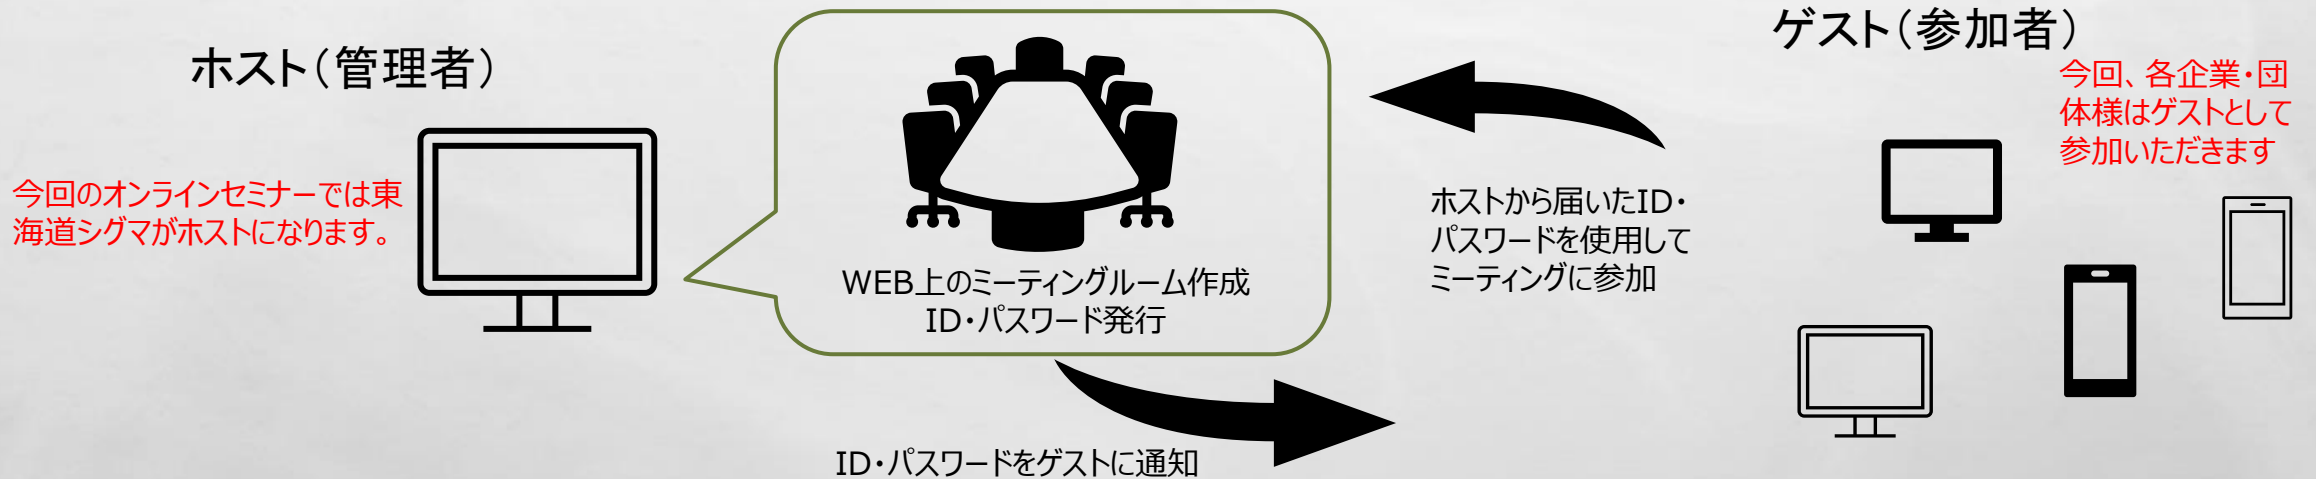 ホスト（管理者）
今回のオンラインセミナーでは東
海道シグマがホストになります。
WEB上のミーティングルーム作成
ID・パスワード発行
ID・パスワードをゲストに通知
ホストから届いたID・
パスワードを使用して
ミーティングに参加
ゲスト（参加者）
今回、各企業・団
体様はゲストとして
参加いただきます